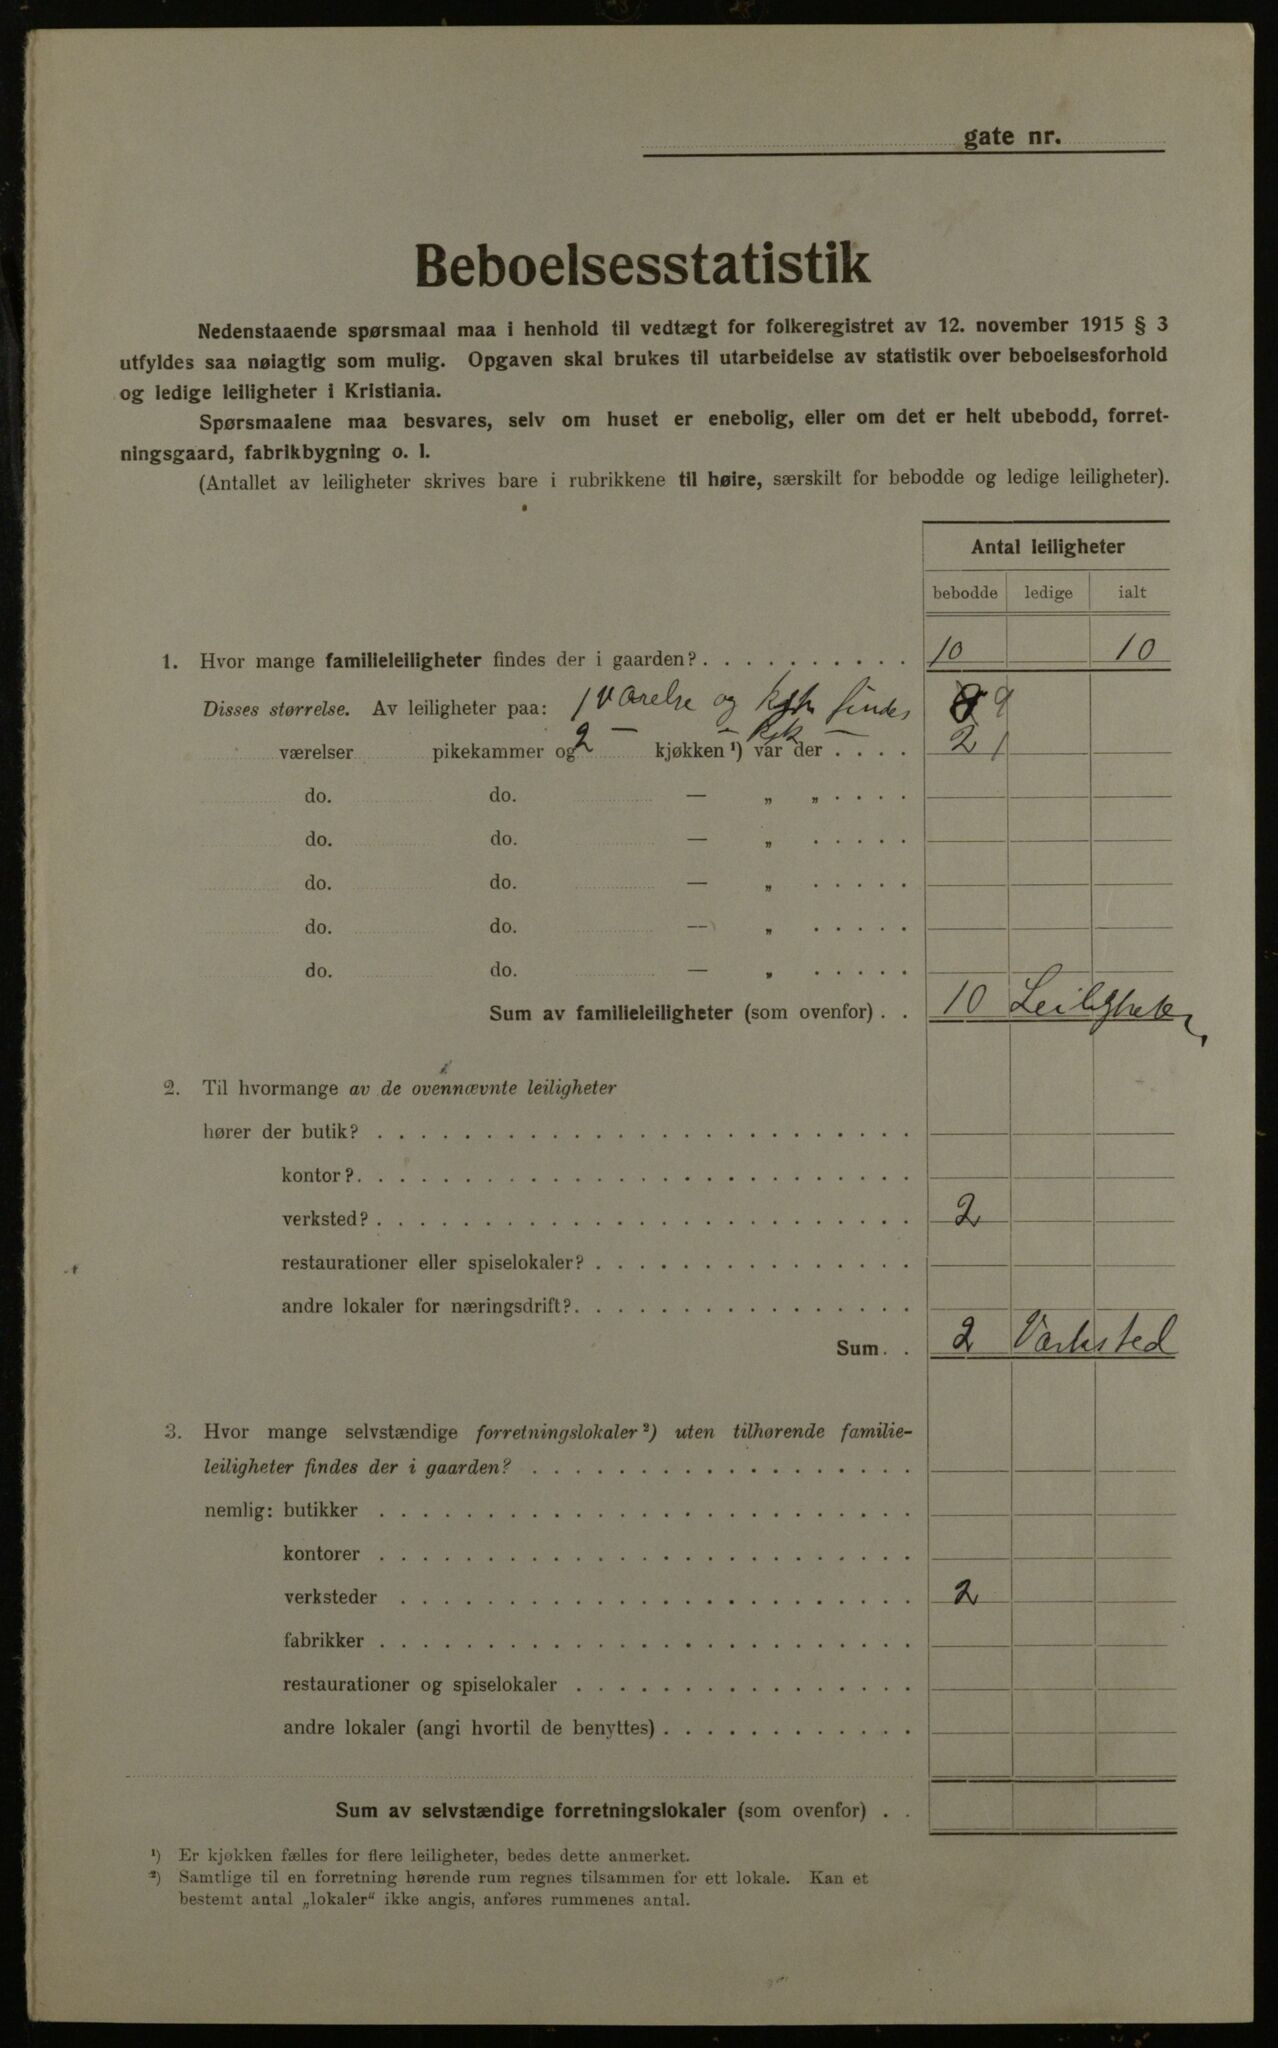 gate nr.
Beboelsesstatistik
Nedenstaaende spørsmaal maa i henhold til vedtægt for folkeregistret av 12. november 1915 § 3
utfyldes saa nøiagtig som mulig. Opgaven skal brukes til utarbeidelse av statistik over beboelsesforhold
og ledige leiligheter i Kristiania.
Spørsmaalene maa besvares, selv om huset er enebolig, eller om det er helt ubebodd, forret-
ningsgaard, fabrikbygning o. l.
(Antallet av leiligheter skrives bare i rubrikkene til høire, særskilt for bebodde og ledige leiligheter).
Antal leiligheter
bebodde ledige ialt
1. Hvor mange familieleiligheter findes der i gaarden? . . . . . . . . . . 10 10
Disses størrelse. Av leiligheter paa: 1 Værelse og findes 9
værelser pikekammer og 2 — kjøkken ¹) var der . . . . 2 1
do. do. — „ „ . . . .
do. do. — „ . . . . .
do. do. — „ . . . . .
do. do. — „ . . . . .
do. do. — „ . . . . .
Sum av familieleiligheter (som ovenfor) . . 10 Leiligheter
2. Til hvormange av de ovennævnte leiligheter
hører der butik? . . . . . . . . . . . . . . . . . . . . . . . . .
kontor? . . . . . . . . . . . . . . . . . . . . . . . . . .
verksted? . . . . . . . . . . . . . . . . . . . . . . . . . 2
restaurationer eller spiselokaler? . . . . . . . . . . . . . . .
andre lokaler for næringsdrift? . . . . . . . . . . . . . . . .
Sum . . 2 Værksted
3. Hvor mange selvstændige forretningslokaler ²) uten tilhørende familie-
leiligheter findes der i gaarden? . . . . . . . . . . . . . . . . . .
nemlig: butikker . . . . . . . . . . . . . . . . . . . . . . . . .
kontorer . . . . . . . . . . . . . . . . . . . . . . . . .
verksteder . . . . . . . . . . . . . . . . . . . . . . . . 2
fabrikker . . . . . . . . . . . . . . . . . . . . . . . . .
restaurationer og spiselokaler . . . . . . . . . . . . . . . .
andre lokaler (angi hvortil de benyttes) . . . . . . . . . . . .
Sum av selvstændige forretningslokaler (som ovenfor) . .
¹) Er kjøkken fælles for flere leiligheter, bedes dette anmerket.
²) Samtlige til en forretning hørende rum regnes tilsammen for ett lokale. Kan et
bestemt antal „lokaler“ ikke angis, anføres rummenes antal.